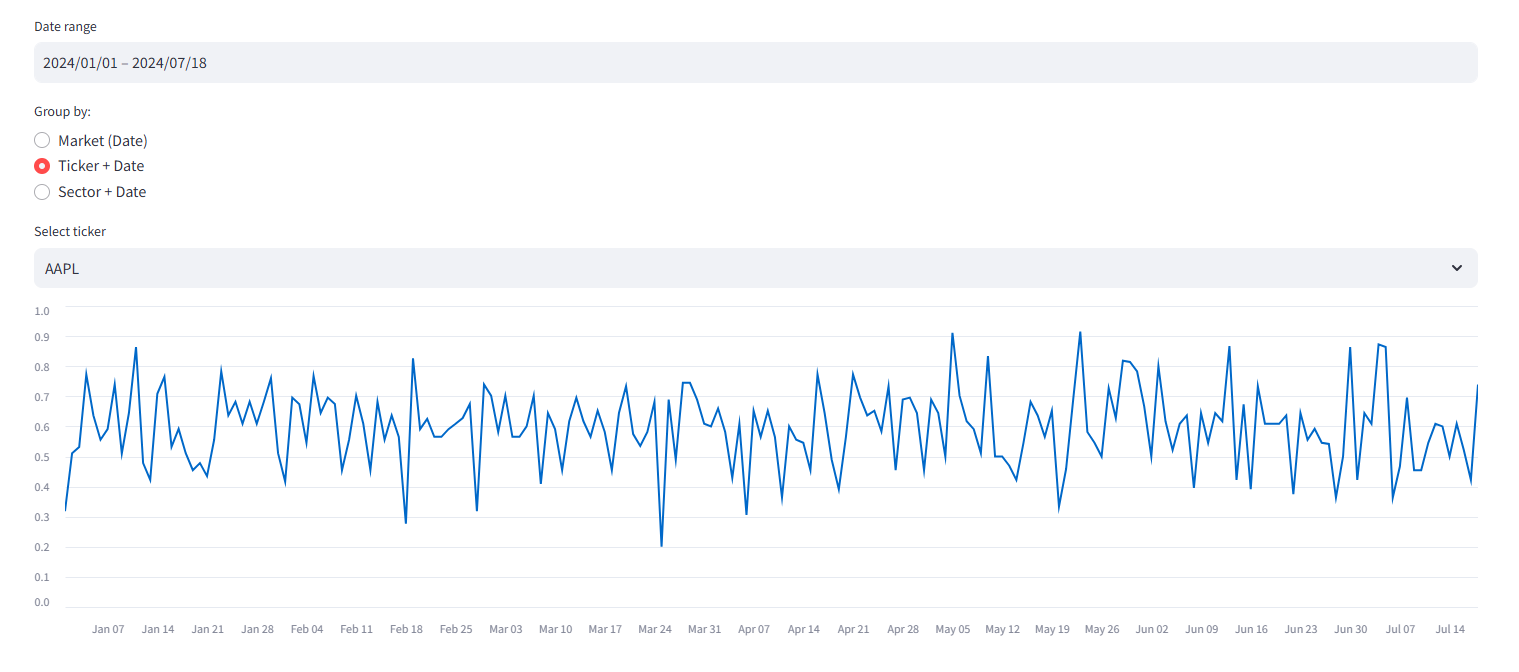 Date range
2024/01/01 – 2024/07/18
Group by:
Market (Date)
Ticker + Date
Sector + Date
Select ticker
AAPL
1.0
0.9
0.8
0.7
0.6
0.5
0.4
0.3
0.2
0.1
0.0
Jan 07 Jan 14 Jan 21 Jan 28 Feb 04 Feb 11 Feb 18 Feb 25 Mar 03 Mar 10 Mar 17 Mar 24 Mar 31 Apr 07 Apr 14 Apr 21 Apr 28 May 05 May 12 May 19 May 26 Jun 02 Jun 09 Jun 16 Jun 23 Jun 30 Jul 07 Jul 14